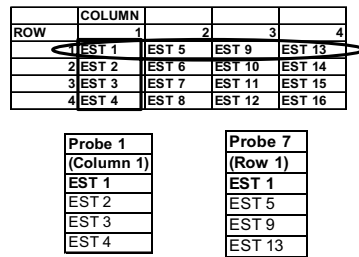 COLUMN
ROW 1 2 3 4
1 EST 1 EST 5 EST 9 EST 13
2 EST 2 EST 6 EST 10 EST 14
3 EST 3 EST 7 EST 11 EST 15
4 EST 4 EST 8 EST 12 EST 16
Probe 1
(Column 1)
EST 1
EST 2
EST 3
EST 4
Probe 7
(Row 1)
EST 1
EST 5
EST 9
EST 13